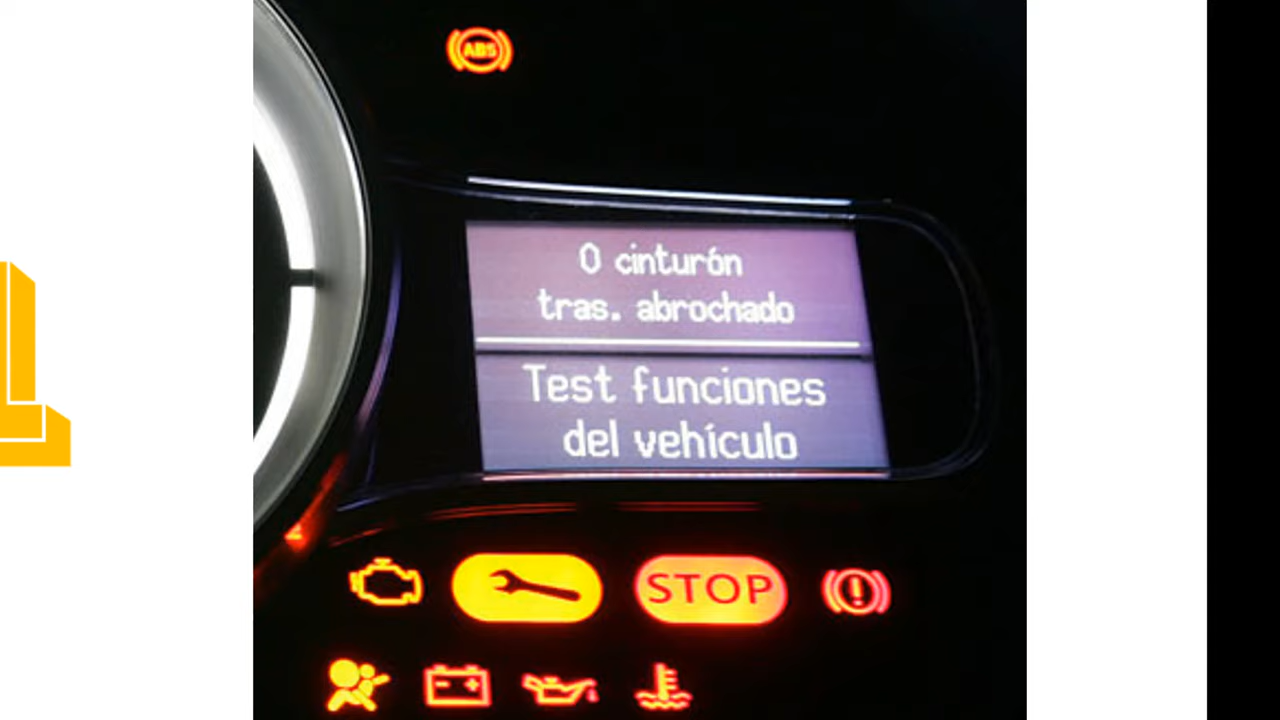 ABS
0 cinturón
tras. abrochado
Test funciones
del vehículo
STOP